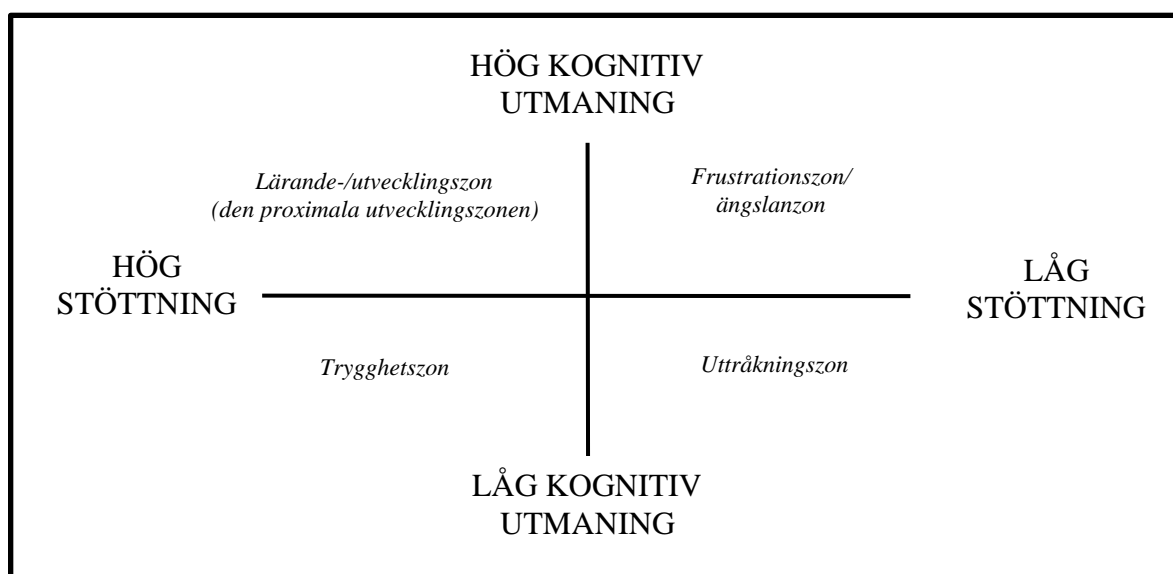 HÖG KOGNITIV
UTMANING
Lärande-/utvecklingszon
(den proximala utvecklingszonen)
Frustrationszon/
ängslanzon
HÖG
STÖTTNING
LÅG
STÖTTNING
Trygghetszon
Uttråkningszon
LÅG KOGNITIV
UTMANING